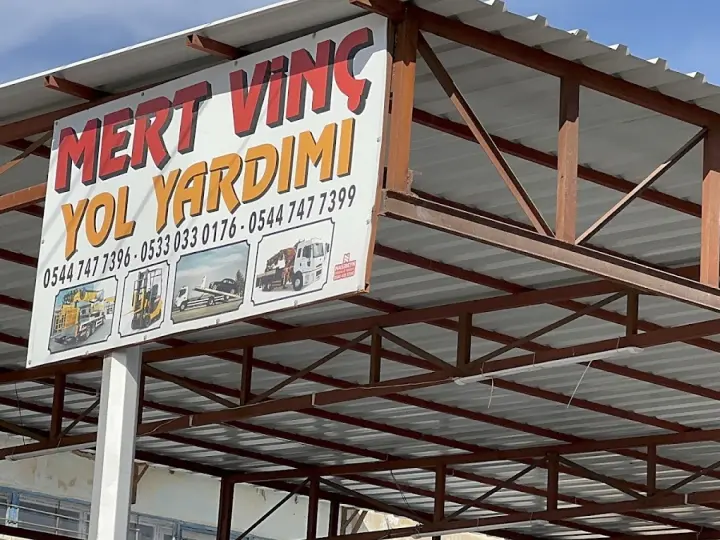 MERT VİNÇ
YOL YARDIMI
0544 747 7396 - 0533 033 0176 - 0544 747 7399